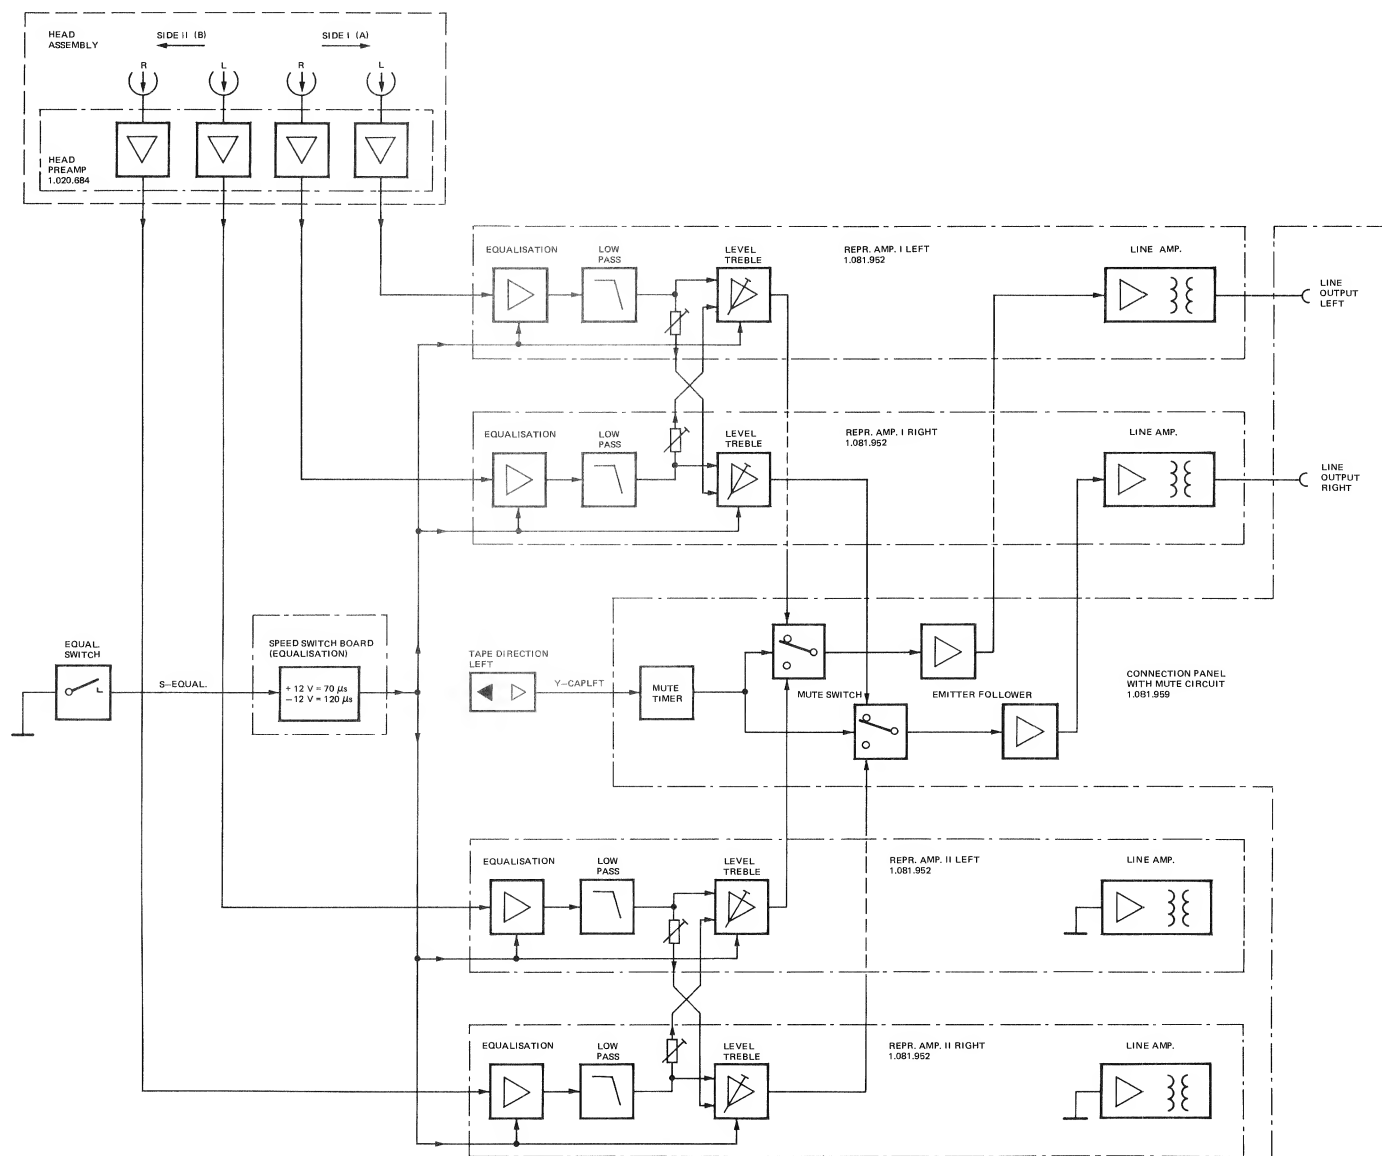 HEAD
ASSEMBLY
SIDE II (B)
SIDE I (A)
R
L
R
L
HEAD
PREAMP
1.020.684
EQUALISATION
LOW
PASS
LEVEL
TREBLE
REPR. AMP. I LEFT
1.081.952
LINE AMP.
LINE
OUTPUT
LEFT
EQUALISATION
LOW
PASS
LEVEL
TREBLE
REPR. AMP. I RIGHT
1.081.952
LINE AMP.
LINE
OUTPUT
RIGHT
EQUAL.
SWITCH
S-EQUAL.
SPEED SWITCH BOARD
(EQUALISATION)
+ 12 V = 70 µs
– 12 V = 120 µs
TAPE DIRECTION
LEFT
Y-CAPLFT
MUTE
TIMER
MUTE SWITCH
EMITTER FOLLOWER
CONNECTION PANEL
WITH MUTE CIRCUIT
1.081.959
EQUALISATION
LOW
PASS
LEVEL
TREBLE
REPR. AMP. II LEFT
1.081.952
LINE AMP.
EQUALISATION
LOW
PASS
LEVEL
TREBLE
REPR. AMP. II RIGHT
1.081.952
LINE AMP.